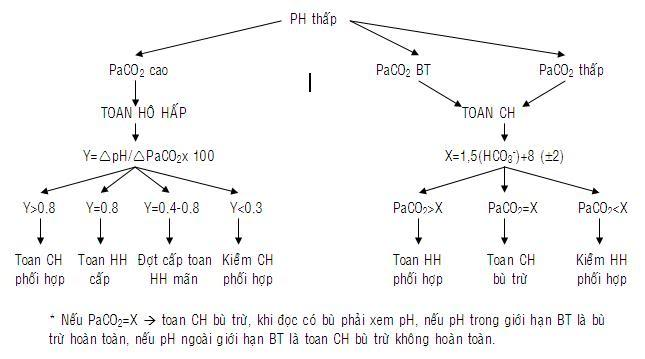 PH thấp
PaCO₂ cao PaCO₂ BT PaCO₂ thấp
TOAN HÔ HẤP TOAN CH
Y=△pH/△PaCO₂x 100 X=1,5(HCO₃⁻)+8 (±2)
Y>0.8 Y=0.8 Y=0.4-0.8 Y<0.3 PaCO₂>X PaCO₂=X PaCO₂<X
Toan CH Toan HH Đợt cấp toan Kiềm CH Toan HH Toan CH Kiềm HH
phối hợp cấp HH mãn phối hợp phối hợp bù trừ phối hợp
* Nếu PaCO₂=X → toan CH bù trừ, khi đọc có bù phải xem pH, nếu pH trong giới hạn BT là bù
trừ hoàn toàn, nếu pH ngoài giới hạn BT là toan CH bù trừ không hoàn toàn.